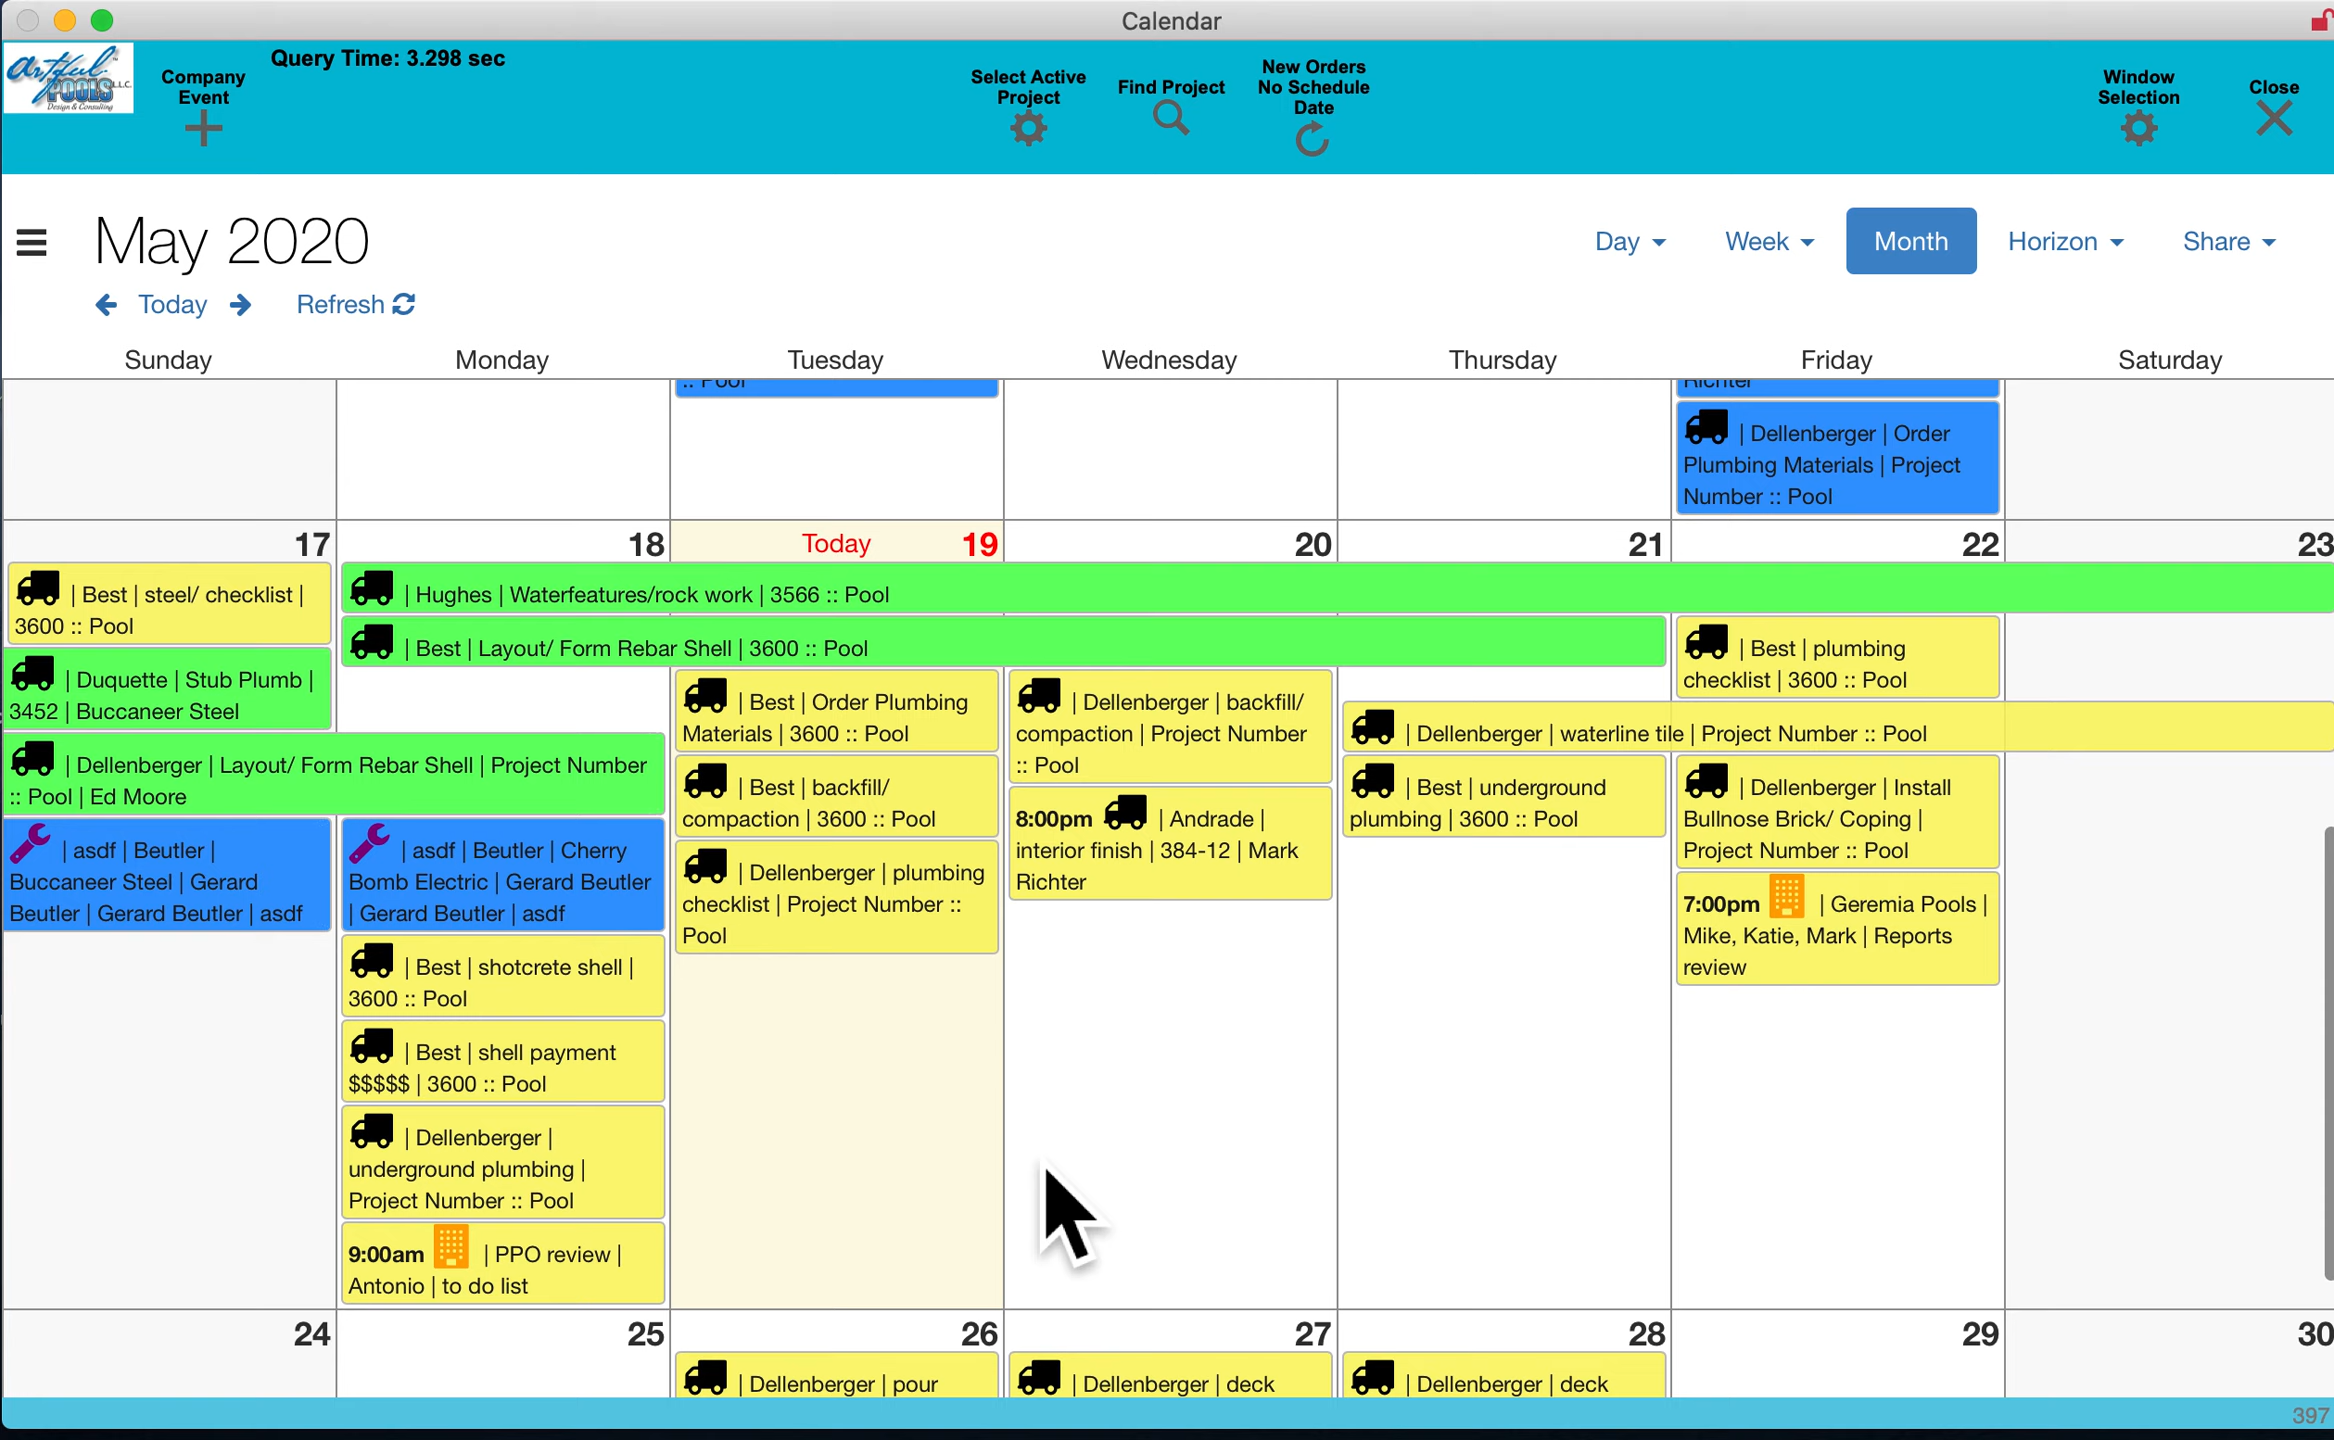 Calendar
Artful
POOLS L.L.C.
Design & Consulting
Company
Event
Query Time: 3.298 sec
Select Active
Project
Find Project
New Orders
No Schedule
Date
Window
Selection
Close
May 2020
Day
Week
Month
Horizon
Share
Today
Refresh
Sunday
Monday
Tuesday
Wednesday
Thursday
Friday
Saturday
:: Pool
Richter
| Dellenberger | Order
Plumbing Materials | Project
Number :: Pool
17
18
Today
19
20
21
22
23
| Best | steel/ checklist |
3600 :: Pool
| Duquette | Stub Plumb |
3452 | Buccaneer Steel
| Hughes | Waterfeatures/rock work | 3566 :: Pool
| Best | Layout/ Form Rebar Shell | 3600 :: Pool
| Dellenberger | Layout/ Form Rebar Shell | Project Number
:: Pool | Ed Moore
| asdf | Beutler |
Buccaneer Steel | Gerard
Beutler | Gerard Beutler | asdf
| asdf | Beutler | Cherry
Bomb Electric | Gerard Beutler
| Gerard Beutler | asdf
| Best | shotcrete shell |
3600 :: Pool
| Best | shell payment
$$$$$ | 3600 :: Pool
| Dellenberger |
underground plumbing |
Project Number :: Pool
9:00am | PPO review |
Antonio | to do list
| Best | Order Plumbing
Materials | 3600 :: Pool
| Best | backfill/
compaction | 3600 :: Pool
| Dellenberger | plumbing
checklist | Project Number ::
Pool
| Dellenberger | backfill/
compaction | Project Number
:: Pool
8:00pm | Andrade |
interior finish | 384-12 | Mark
Richter
| Dellenberger | waterline tile | Project Number :: Pool
| Best | underground
plumbing | 3600 :: Pool
| Best | plumbing
checklist | 3600 :: Pool
| Dellenberger | Install
Bullnose Brick/ Coping |
Project Number :: Pool
7:00pm | Geremia Pools |
Mike, Katie, Mark | Reports
review
24
25
26
27
28
29
30
| Dellenberger | pour
| Dellenberger | deck
| Dellenberger | deck
397